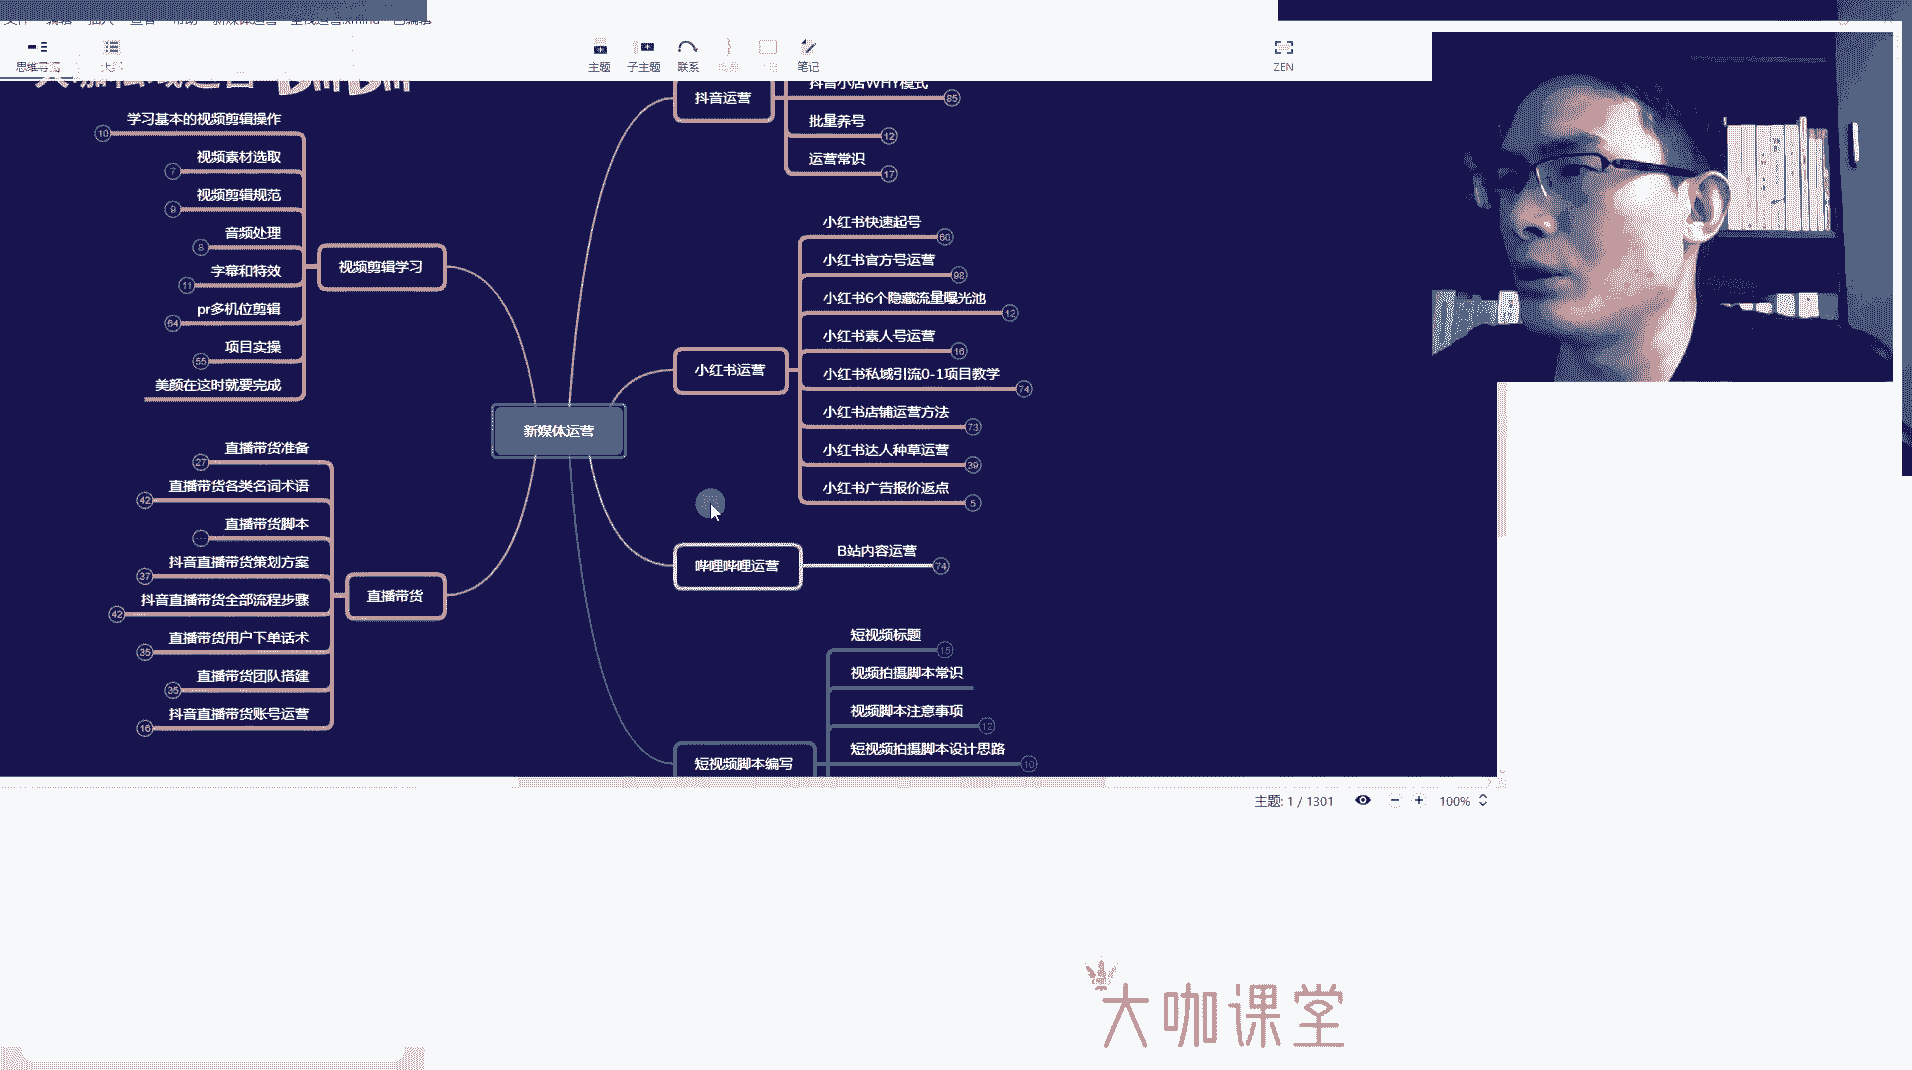 思维导图
主题
子主题
联系
笔记
ZEN
学习基本的视频剪辑操作
10
视频素材选取
7
视频剪辑规范
9
音频处理
8
字幕和特效
11
pr多机位剪辑
64
项目实操
55
美颜在这时就要完成
视频剪辑学习
直播带货准备
27
直播带货各类名词术语
42
直播带货脚本
抖音直播带货策划方案
37
抖音直播带货全部流程步骤
42
直播带货用户下单话术
35
直播带货团队搭建
35
抖音直播带货账号运营
16
直播带货
新媒体运营
抖音运营
抖音小店WHY模式
85
批量养号
12
运营常识
17
小红书运营
小红书快速起号
60
小红书官方号运营
98
小红书6个隐藏流量曝光池
12
小红书素人号运营
16
小红书私域引流0-1项目教学
74
小红书店铺运营方法
73
小红书达人种草运营
39
小红书广告报价返点
5
哔哩哔哩运营
B站内容运营
74
短视频脚本编写
短视频标题
15
视频拍摄脚本常识
视频脚本注意事项
12
短视频拍摄脚本设计思路
10
主题: 1 / 1301
100%
大咖课堂